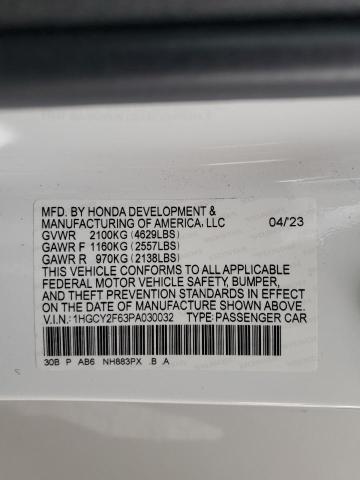 MFD. BY HONDA DEVELOPMENT &
MANUFACTURING OF AMERICA, LLC 04/23
GVWR 2100KG (4629LBS)
GAWR F 1160KG (2557LBS)
GAWR R 970KG (2138LBS)
THIS VEHICLE CONFORMS TO ALL APPLICABLE
FEDERAL MOTOR VEHICLE SAFETY, BUMPER,
AND THEFT PREVENTION STANDARDS IN EFFECT
ON THE DATE OF MANUFACTURE SHOWN ABOVE.
V.I.N.: 1HGCY2F63PA030032 TYPE: PASSENGER CAR
30B P AB6 NH883PX .B .A